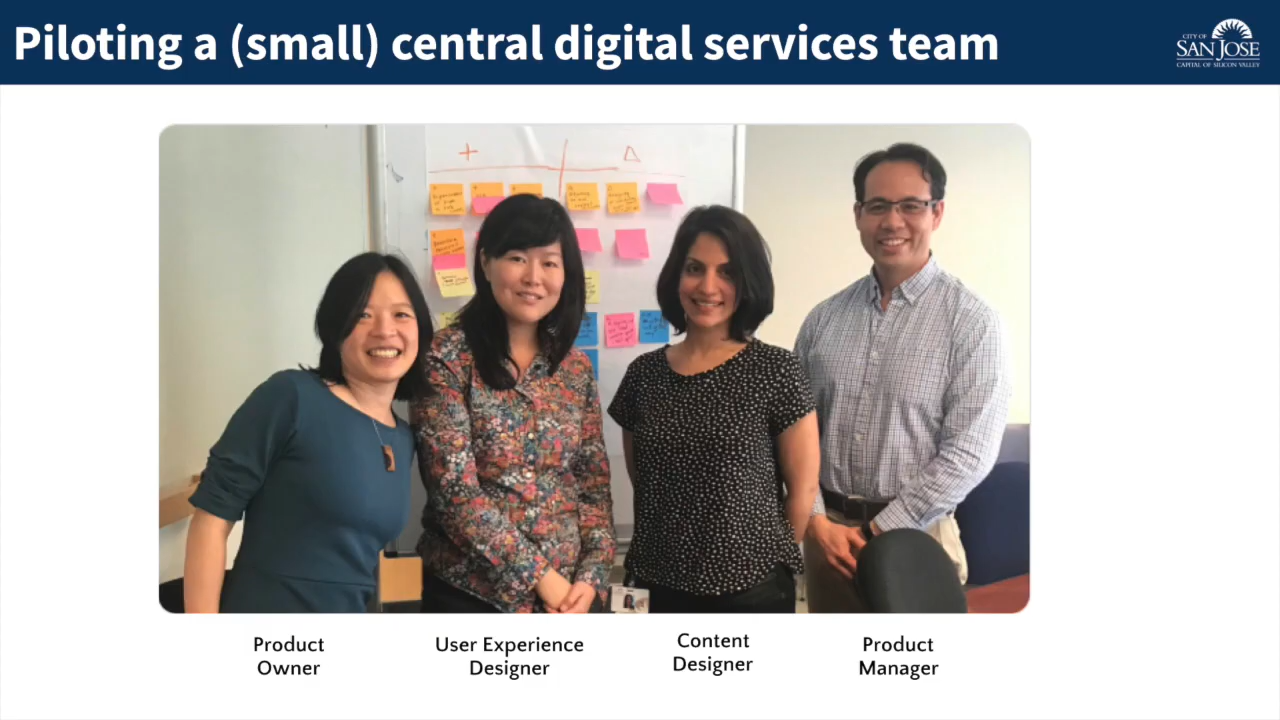 Piloting a (small) central digital services team
CITY OF
SAN JOSE
CAPITAL OF SILICON VALLEY
Product
Owner
User Experience
Designer
Content
Designer
Product
Manager